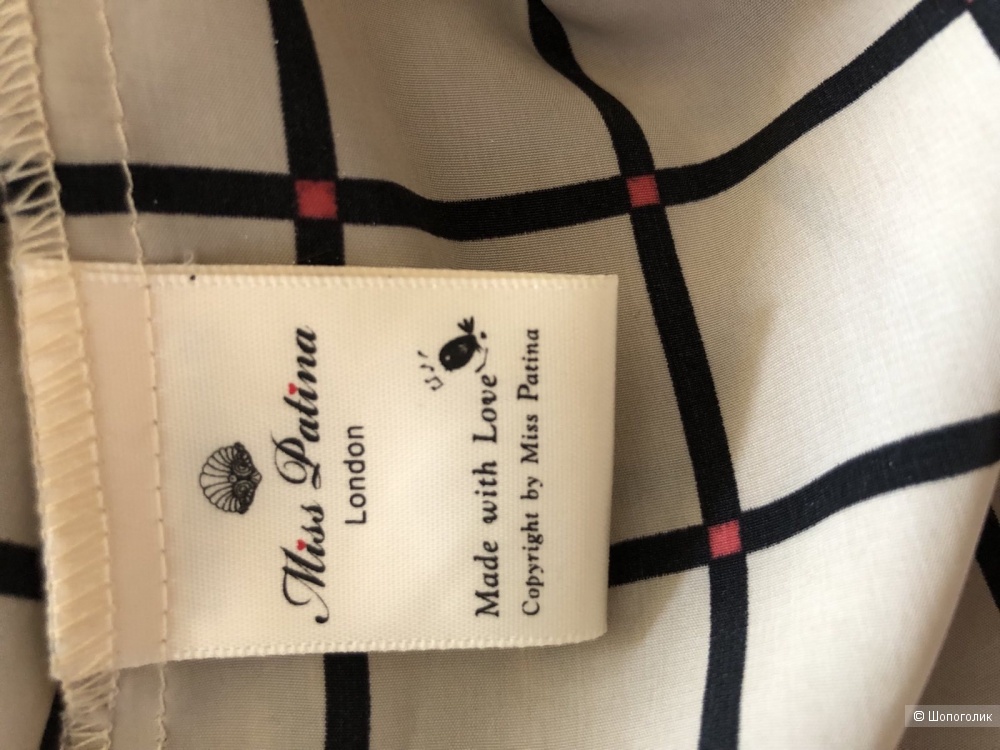 Miss Patina
London
Made with Love
Copyright by Miss Patina
© Шопоголик